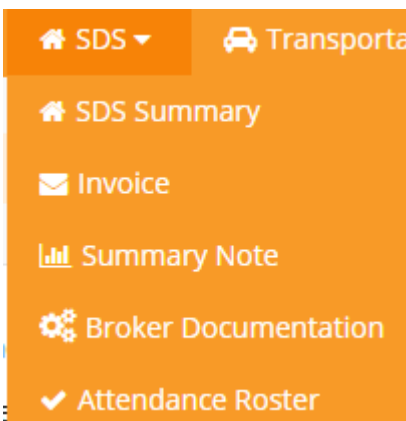 SDS Transporta
SDS Summary
Invoice
Summary Note
Broker Documentation
Attendance Roster